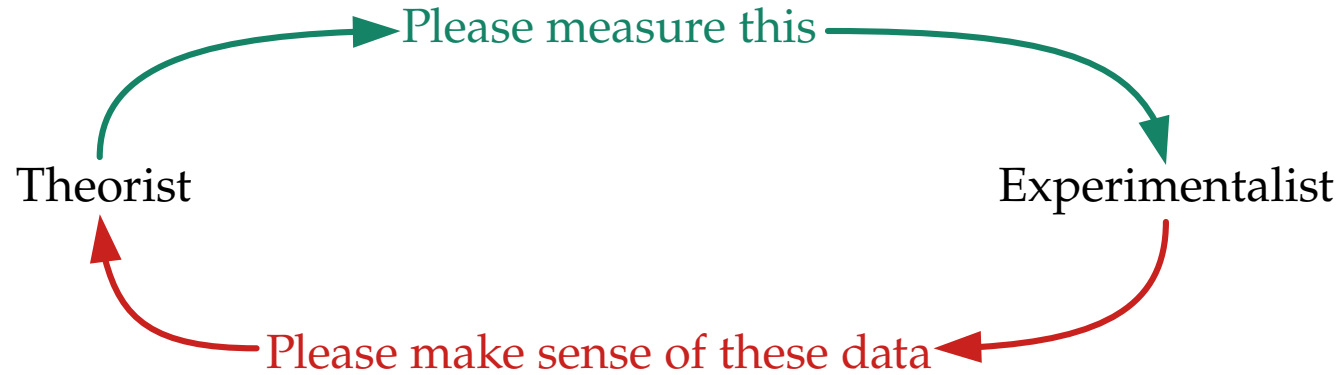 Please measure this
Theorist
Experimentalist
Please make sense of these data